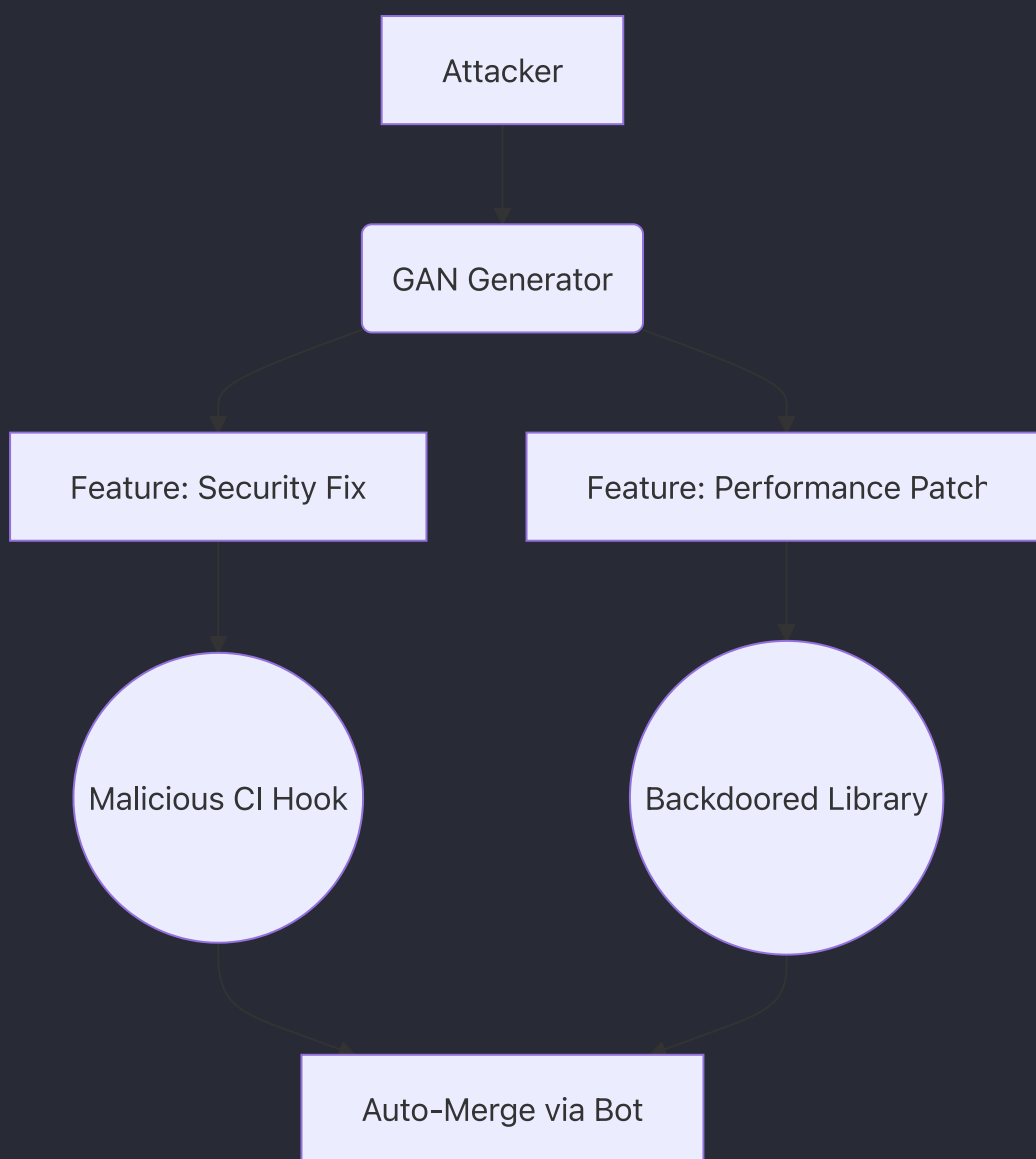 Attacker
GAN Generator
Feature: Security Fix
Feature: Performance Patch
Malicious CI Hook
Backdoored Library
Auto-Merge via Bot